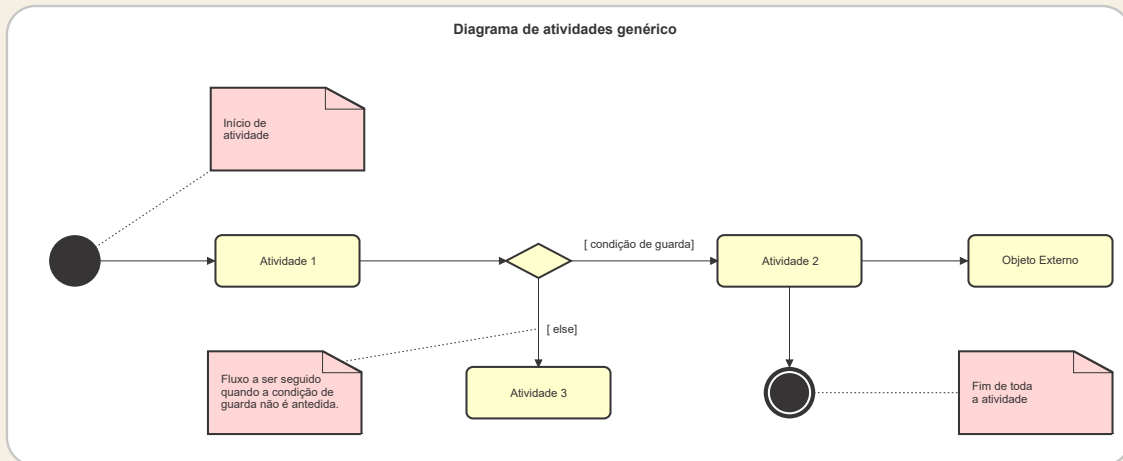 Diagrama de atividades genérico
Início de
atividade
[ condição de guarda]
Atividade 1
Atividade 2
Objeto Externo
[ else]
Fluxo a ser seguido
quando a condição de
guarda não é antedida.
Atividade 3
Fim de toda
a atividade